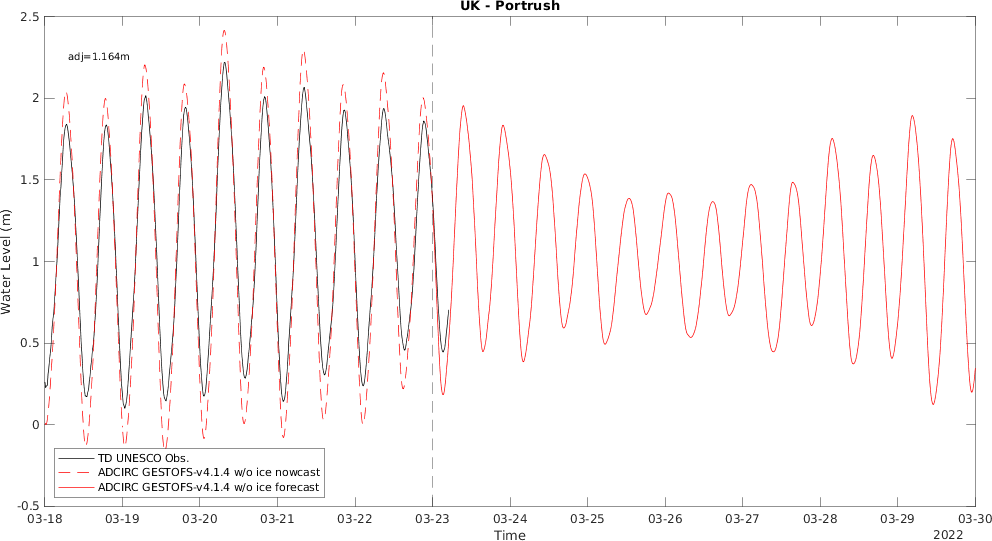 UK - Portrush
adj=1.164m
Water Level (m)
2.5
2
1.5
1
0.5
0
-0.5
TD UNESCO Obs.
ADCIRC GESTOFS-v4.1.4 w/o ice nowcast
ADCIRC GESTOFS-v4.1.4 w/o ice forecast
03-18 03-19 03-20 03-21 03-22 03-23 03-24 03-25 03-26 03-27 03-28 03-29 03-30
Time
2022